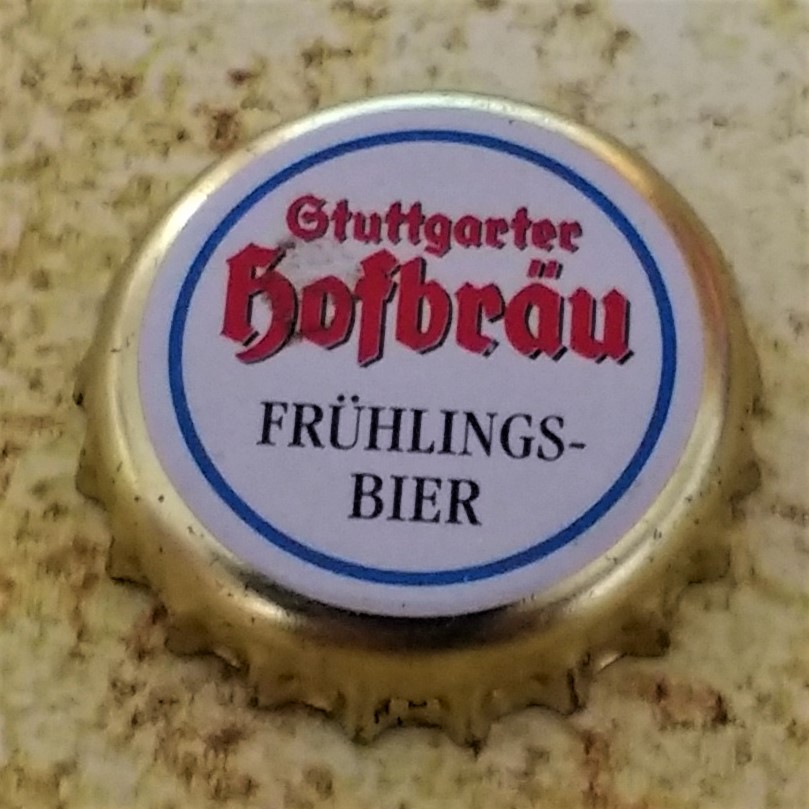 Stuttgarter
Hofbräu
FRÜHLINGS-
BIER